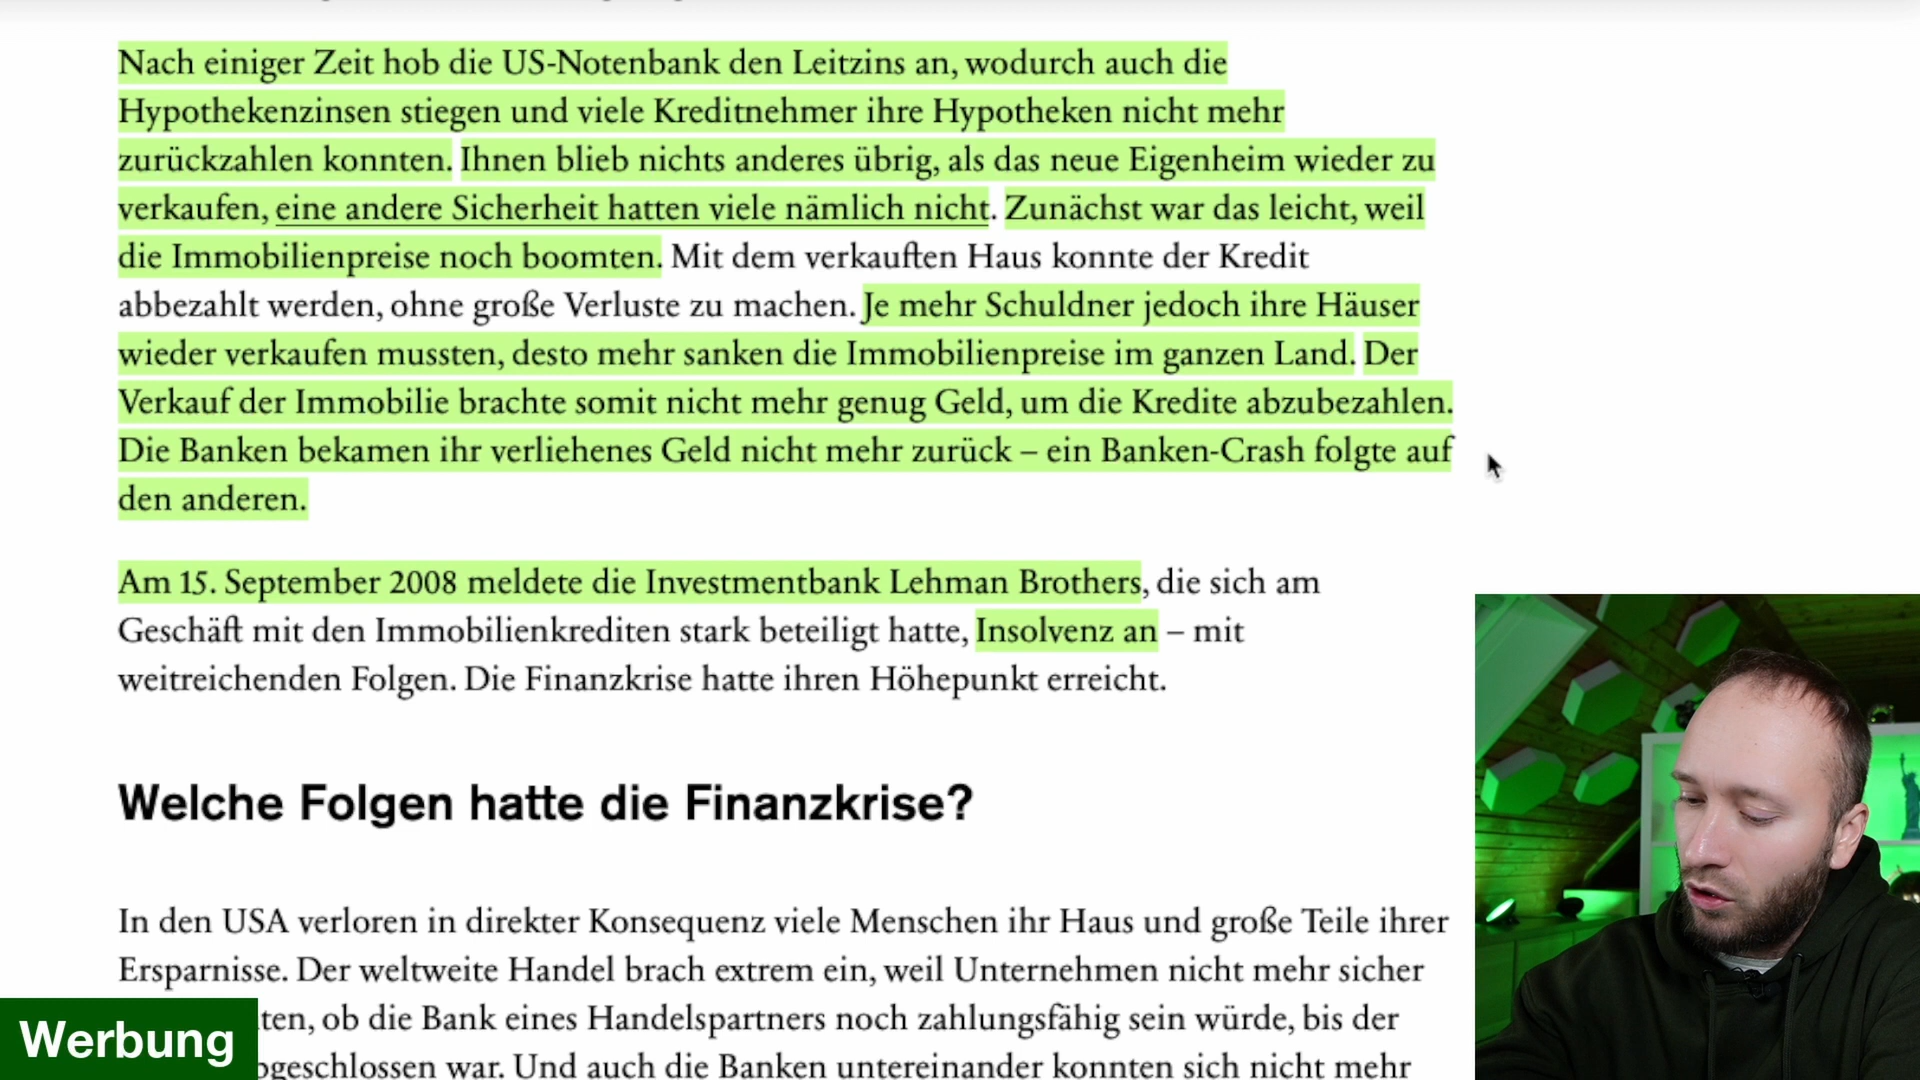 Nach einiger Zeit hob die US-Notenbank den Leitzins an, wodurch auch die
Hypothekenzinsen stiegen und viele Kreditnehmer ihre Hypotheken nicht mehr
zurückzahlen konnten. Ihnen blieb nichts anderes übrig, als das neue Eigenheim wieder zu
verkaufen, eine andere Sicherheit hatten viele nämlich nicht. Zunächst war das leicht, weil
die Immobilienpreise noch boomten. Mit dem verkauften Haus konnte der Kredit
abbezahlt werden, ohne große Verluste zu machen. Je mehr Schuldner jedoch ihre Häuser
wieder verkaufen mussten, desto mehr sanken die Immobilienpreise im ganzen Land. Der
Verkauf der Immobilie brachte somit nicht mehr genug Geld, um die Kredite abzubezahlen.
Die Banken bekamen ihr verliehenes Geld nicht mehr zurück – ein Banken-Crash folgte auf
den anderen.
Am 15. September 2008 meldete die Investmentbank Lehman Brothers, die sich am
Geschäft mit den Immobilienkrediten stark beteiligt hatte, Insolvenz an – mit
weitreichenden Folgen. Die Finanzkrise hatte ihren Höhepunkt erreicht.
Welche Folgen hatte die Finanzkrise?
In den USA verloren in direkter Konsequenz viele Menschen ihr Haus und große Teile ihrer
Ersparnisse. Der weltweite Handel brach extrem ein, weil Unternehmen nicht mehr sicher
ten, ob die Bank eines Handelspartners noch zahlungsfähig sein würde, bis der
geschlossen war. Und auch die Banken untereinander konnten sich nicht mehr
Werbung